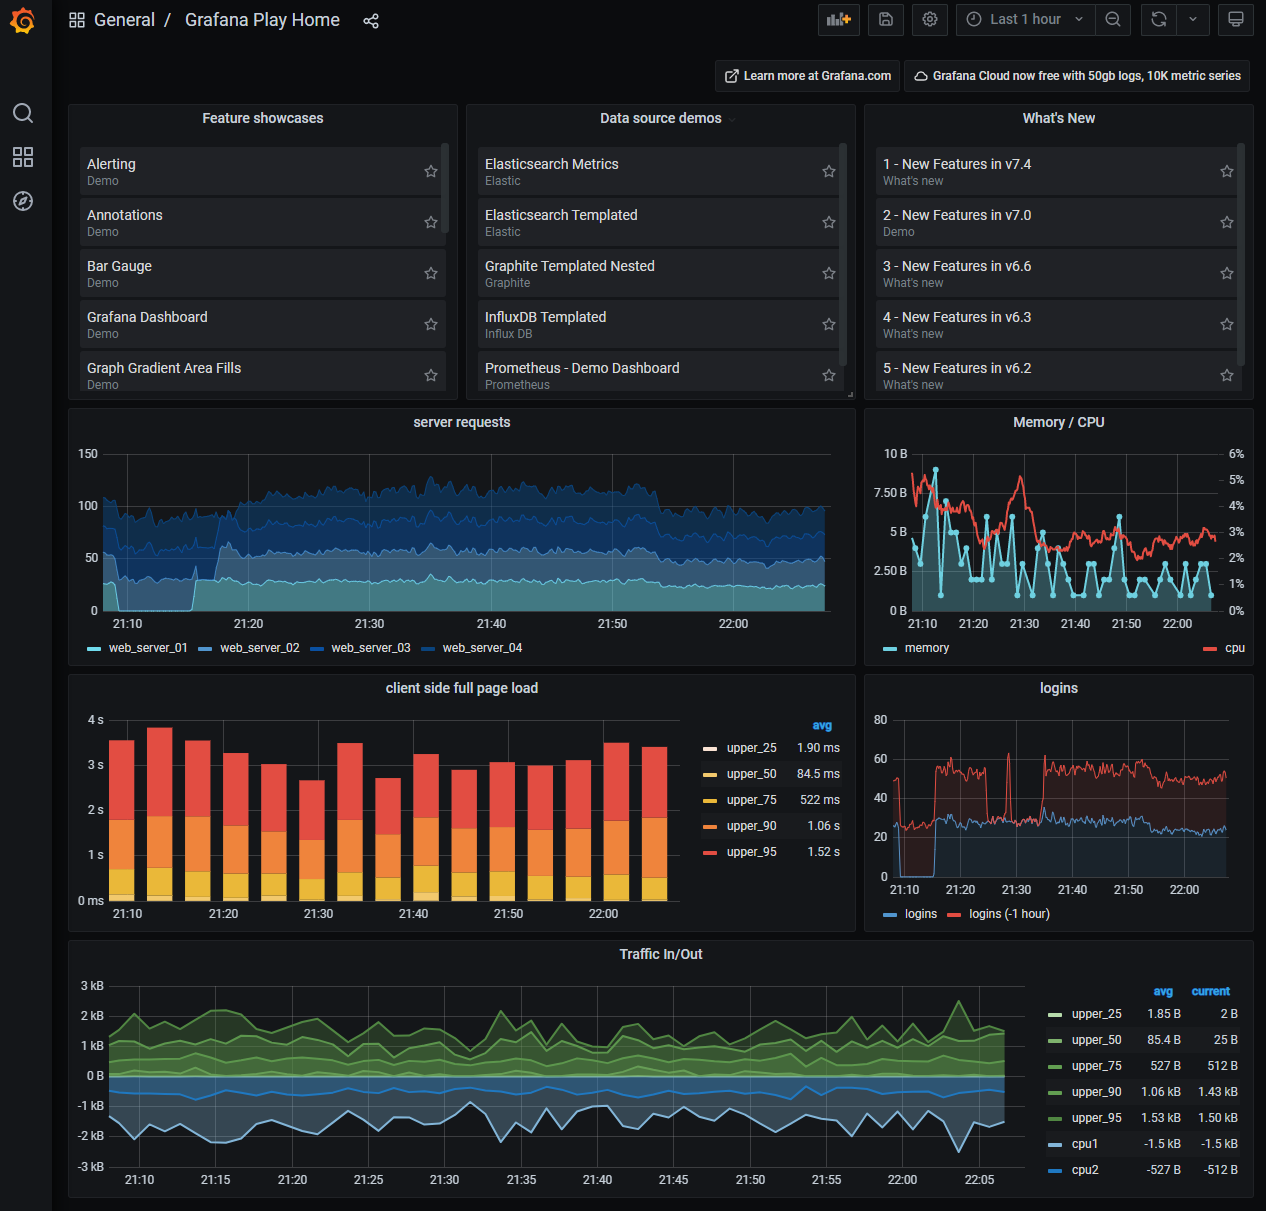 General / Grafana Play Home
Last 1 hour
Learn more at Grafana.com
Grafana Cloud now free with 50gb logs, 10K metric series
Feature showcases
Alerting
Demo
Annotations
Demo
Bar Gauge
Demo
Grafana Dashboard
Demo
Graph Gradient Area Fills
Demo
Data source demos
Elasticsearch Metrics
Elastic
Elasticsearch Templated
Elastic
Graphite Templated Nested
Graphite
InfluxDB Templated
Influx DB
Prometheus - Demo Dashboard
Prometheus
What's New
1 - New Features in v7.4
What's new
2 - New Features in v7.0
Demo
3 - New Features in v6.6
What's new
4 - New Features in v6.3
What's new
5 - New Features in v6.2
What's new
server requests
150
100
50
0
21:10 21:20 21:30 21:40 21:50 22:00
web_server_01 web_server_02 web_server_03 web_server_04
Memory / CPU
10 B 6%
5%
7.50 B 4%
5 B 3%
2%
2.50 B 1%
0 B 0%
21:10 21:20 21:30 21:40 21:50 22:00
memory cpu
client side full page load
4 s
3 s
2 s
1 s
0 ms
21:10 21:20 21:30 21:40 21:50 22:00
avg
upper_25 1.90 ms
upper_50 84.5 ms
upper_75 522 ms
upper_90 1.06 s
upper_95 1.52 s
logins
80
60
40
20
0
21:10 21:20 21:30 21:40 21:50 22:00
logins logins (-1 hour)
Traffic In/Out
3 kB
2 kB
1 kB
0 B
-1 kB
-2 kB
-3 kB
21:10 21:15 21:20 21:25 21:30 21:35 21:40 21:45 21:50 21:55 22:00 22:05
avg current
upper_25 1.85 B 2 B
upper_50 85.4 B 25 B
upper_75 527 B 512 B
upper_90 1.06 kB 1.43 kB
upper_95 1.53 kB 1.50 kB
cpu1 -1.5 kB -1.5 kB
cpu2 -527 B -512 B